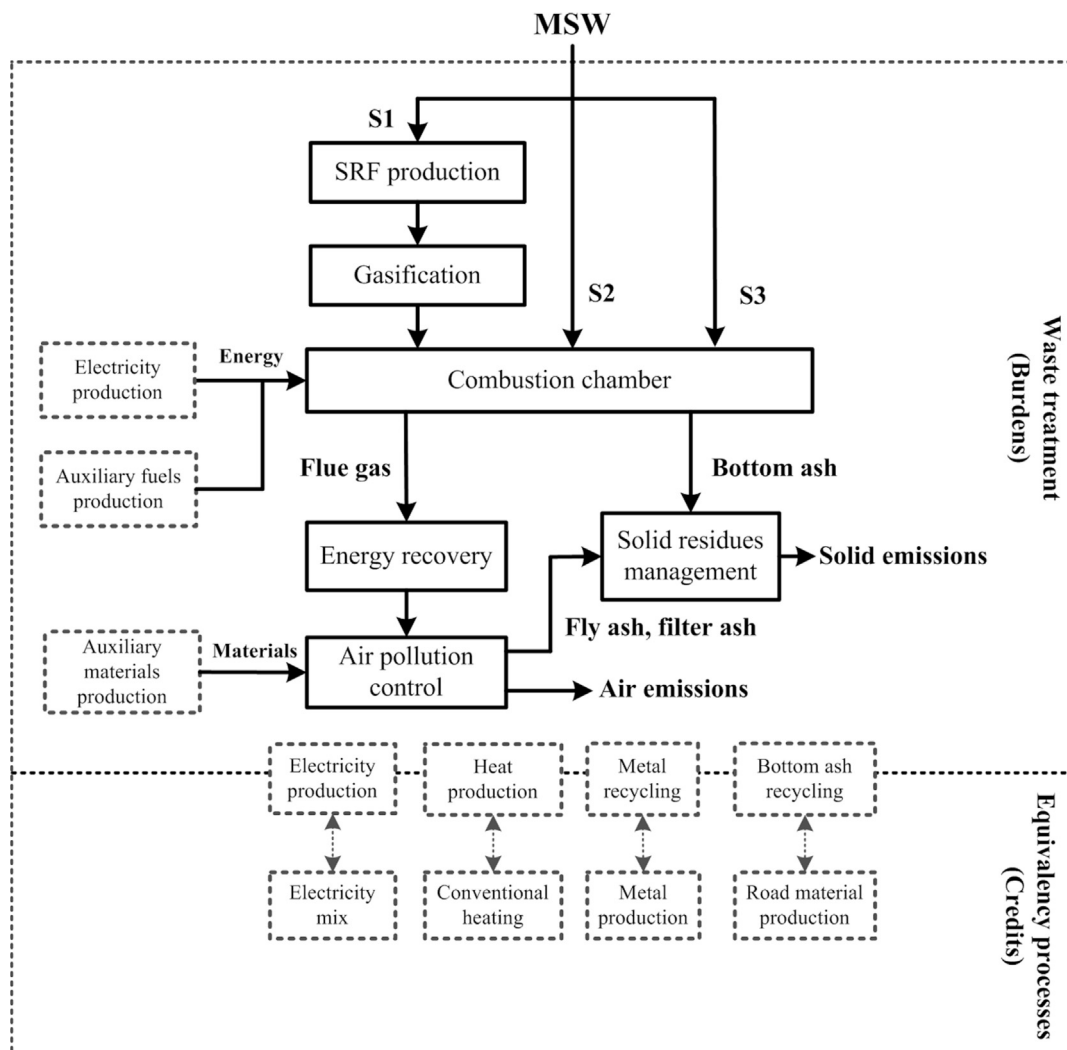 MSW
S1
SRF production
Gasification
S2
S3
Electricity
production
Energy
Combustion chamber
Auxiliary fuels
production
Flue gas
Bottom ash
Energy recovery
Solid residues
management
Solid emissions
Fly ash, filter ash
Auxiliary
materials
production
Materials
Air pollution
control
Air emissions
Waste treatment
(Burdens)
Electricity
production
Heat
production
Metal
recycling
Bottom ash
recycling
Electricity
mix
Conventional
heating
Metal
production
Road material
production
Equivalency processes
(Credits)